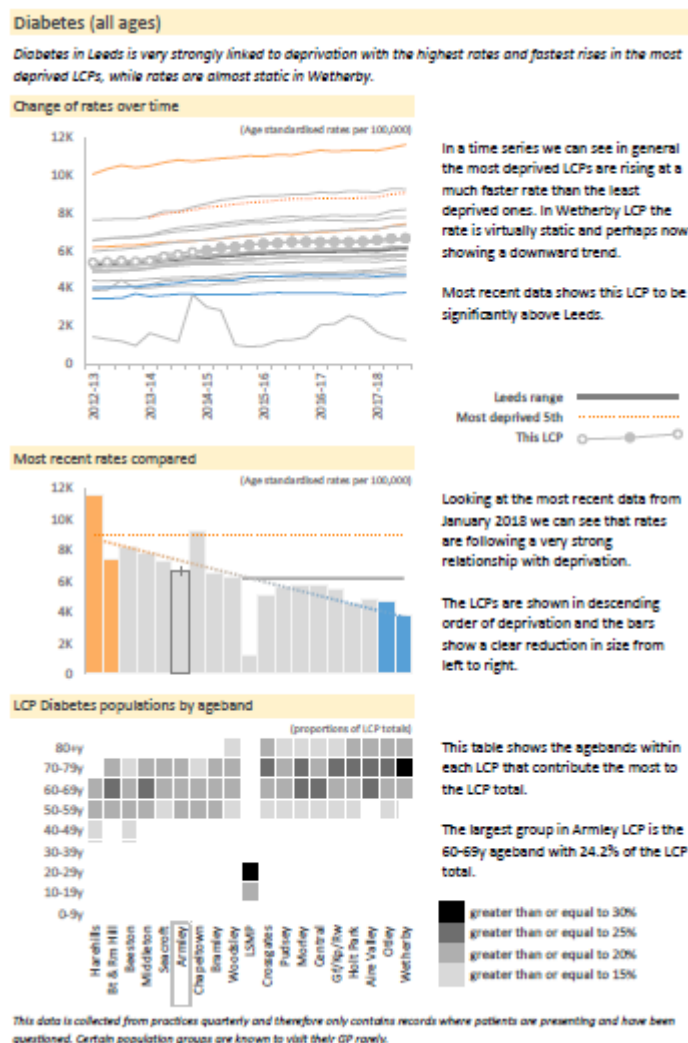 Diabetes (all ages)
Diabetes in Leeds is very strongly linked to deprivation with the highest rates and fastest rises in the most
deprived LCPs, while rates are almost static in Wetherby.
Change of rates over time
(Age standardised rates per 100,000)
12K
10K
8K
6K
4K
2K
0
2012-13
2013-14
2014-15
2015-16
2016-17
2017-18
In a time series we can see in general
the most deprived LCPs are rising at a
much faster rate than the least
deprived ones. In Wetherby LCP the
rate is virtually static and perhaps now
showing a downward trend.
Most recent data shows this LCP to be
significantly above Leeds.
Leeds range
Most deprived 5th
This LCP
Most recent rates compared
(Age standardised rates per 100,000)
12K
10K
8K
6K
4K
2K
0
Looking at the most recent data from
January 2018 we can see that rates
are following a very strong
relationship with deprivation.
The LCPs are shown in descending
order of deprivation and the bars
show a clear reduction in size from
left to right.
LCP Diabetes populations by ageband
(proportions of LCP totals)
80+y
70-79y
60-69y
50-59y
40-49y
30-39y
20-29y
10-19y
0-9y
Harehills
Bt & Rm Hill
Beeston
Middleton
Seacroft
Armley
Chapeltown
Bramley
Woodsley
LSMP
Crossgates
Pudsey
Morley
Central
Gf/Kp/Rw
Holt Park
Aire Valley
Otley
Wetherby
This table shows the agebands within
each LCP that contribute the most to
the LCP total.
The largest group in Armley LCP is the
60-69y ageband with 24.2% of the LCP
total.
greater than or equal to 30%
greater than or equal to 25%
greater than or equal to 20%
greater than or equal to 15%
This data is collected from practices quarterly and therefore only contains records where patients are presenting and have been
questioned. Certain population groups are known to visit their GP rarely.